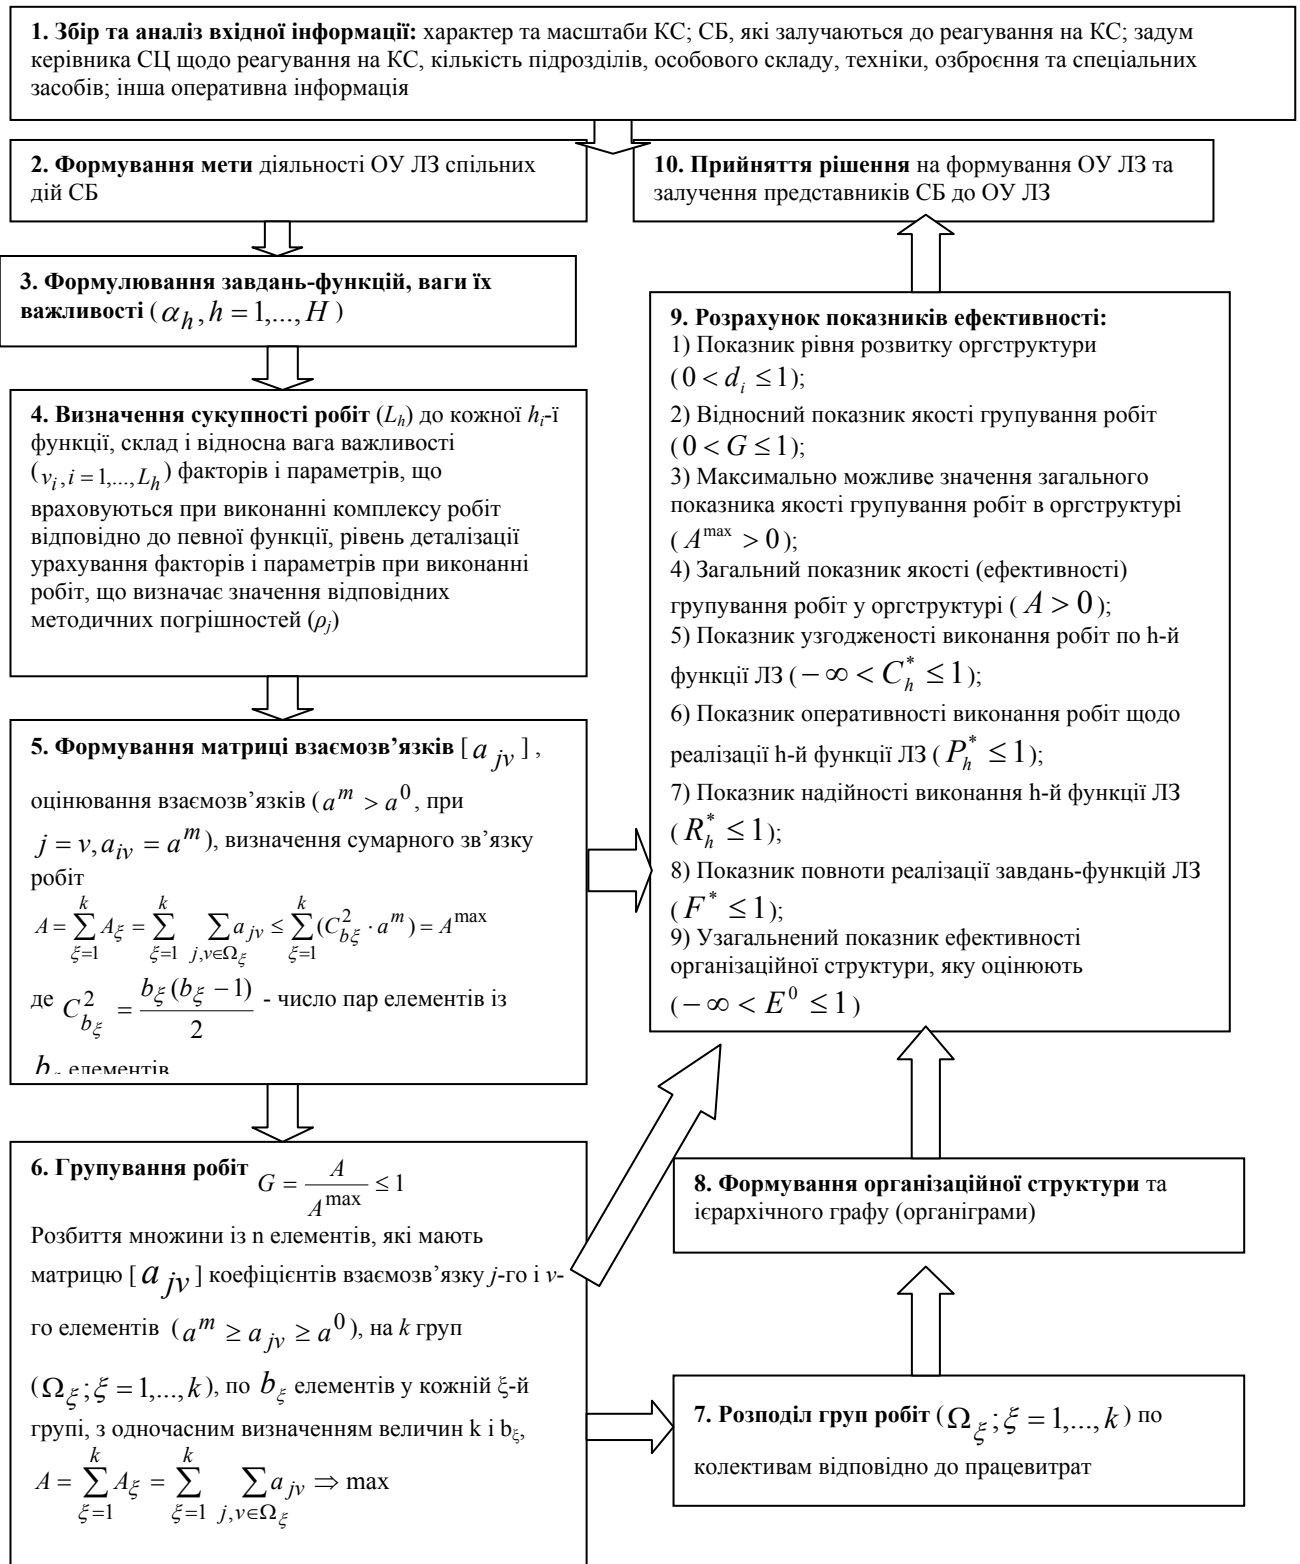 1. Збір та аналіз вхідної інформації: характер та масштаби КС; СБ, які залучаються до реагування на КС; задум
керівника СЦ щодо реагування на КС, кількість підрозділів, особового складу, техніки, озброєння та спеціальних
засобів; інша оперативна інформація
2. Формування мети діяльності ОУ ЛЗ спільних
дій СБ
3. Формулювання завдань-функцій, ваги їх
важливості (α_h, h = 1,..., H)
4. Визначення сукупності робіт (L_h) до кожної h_i-ї
функції, склад і відносна вага важливості
(v_i, i = 1,..., L_h) факторів і параметрів, що
враховуються при виконанні комплексу робіт
відповідно до певної функції, рівень деталізації
урахування факторів і параметрів при виконанні
робіт, що визначає значення відповідних
методичних погрішностей (ρ_j)
5. Формування матриці взаємозв’язків [a_jv],
оцінювання взаємозв’язків (a^m > a^0, при
j = v, a_iv = a^m), визначення сумарного зв’язку
робіт
A = ∑_{ξ=1}^{k} A_ξ = ∑_{ξ=1}^{k} ∑_{j,v∈Ω_ξ} a_jv ≤ ∑_{ξ=1}^{k} (C^2_{b_ξ} · a^m) = A^max
де C^2_{b_ξ} = b_ξ(b_ξ − 1)/2 - число пар елементів із
b_ξ елементів
6. Групування робіт G = A/A^max ≤ 1
Розбиття множини із n елементів, які мають
матрицю [a_jv] коефіцієнтів взаємозв’язку j-го і v-
го елементів (a^m ≥ a_jv ≥ a^0), на k груп
(Ω_ξ; ξ = 1,..., k), по b_ξ елементи у кожній ξ-й
групі, з одночасним визначенням величин k і b_ξ,
A = ∑_{ξ=1}^{k} A_ξ = ∑_{ξ=1}^{k} ∑_{j,v∈Ω_ξ} a_jv ⇒ max
7. Розподіл груп робіт (Ω_ξ; ξ = 1,..., k) по
колективам відповідно до працевитрат
8. Формування організаційної структури та
ієрархічного графу (органіграми)
9. Розрахунок показників ефективності:
1) Показник рівня розвитку оргструктури
(0 < d_i ≤ 1);
2) Відносний показник якості групування робіт
(0 < G ≤ 1);
3) Максимально можливе значення загального
показника якості групування робіт в оргструктурі
(A^max > 0);
4) Загальний показник якості (ефективності)
групування робіт у оргструктурі (A > 0);
5) Показник узгодженості виконання робіт по h-й
функції ЛЗ (− ∞ < C_h^* ≤ 1);
6) Показник оперативності виконання робіт щодо
реалізації h-й функції ЛЗ (P_h^* ≤ 1);
7) Показник надійності виконання h-й функції ЛЗ
(R_h^* ≤ 1);
8) Показник повноти реалізації завдань-функцій ЛЗ
(F^* ≤ 1);
9) Узагальнений показник ефективності
організаційної структури, яку оцінюють
(− ∞ < E^0 ≤ 1)
10. Прийняття рішення на формування ОУ ЛЗ та
залучення представників СБ до ОУ ЛЗ